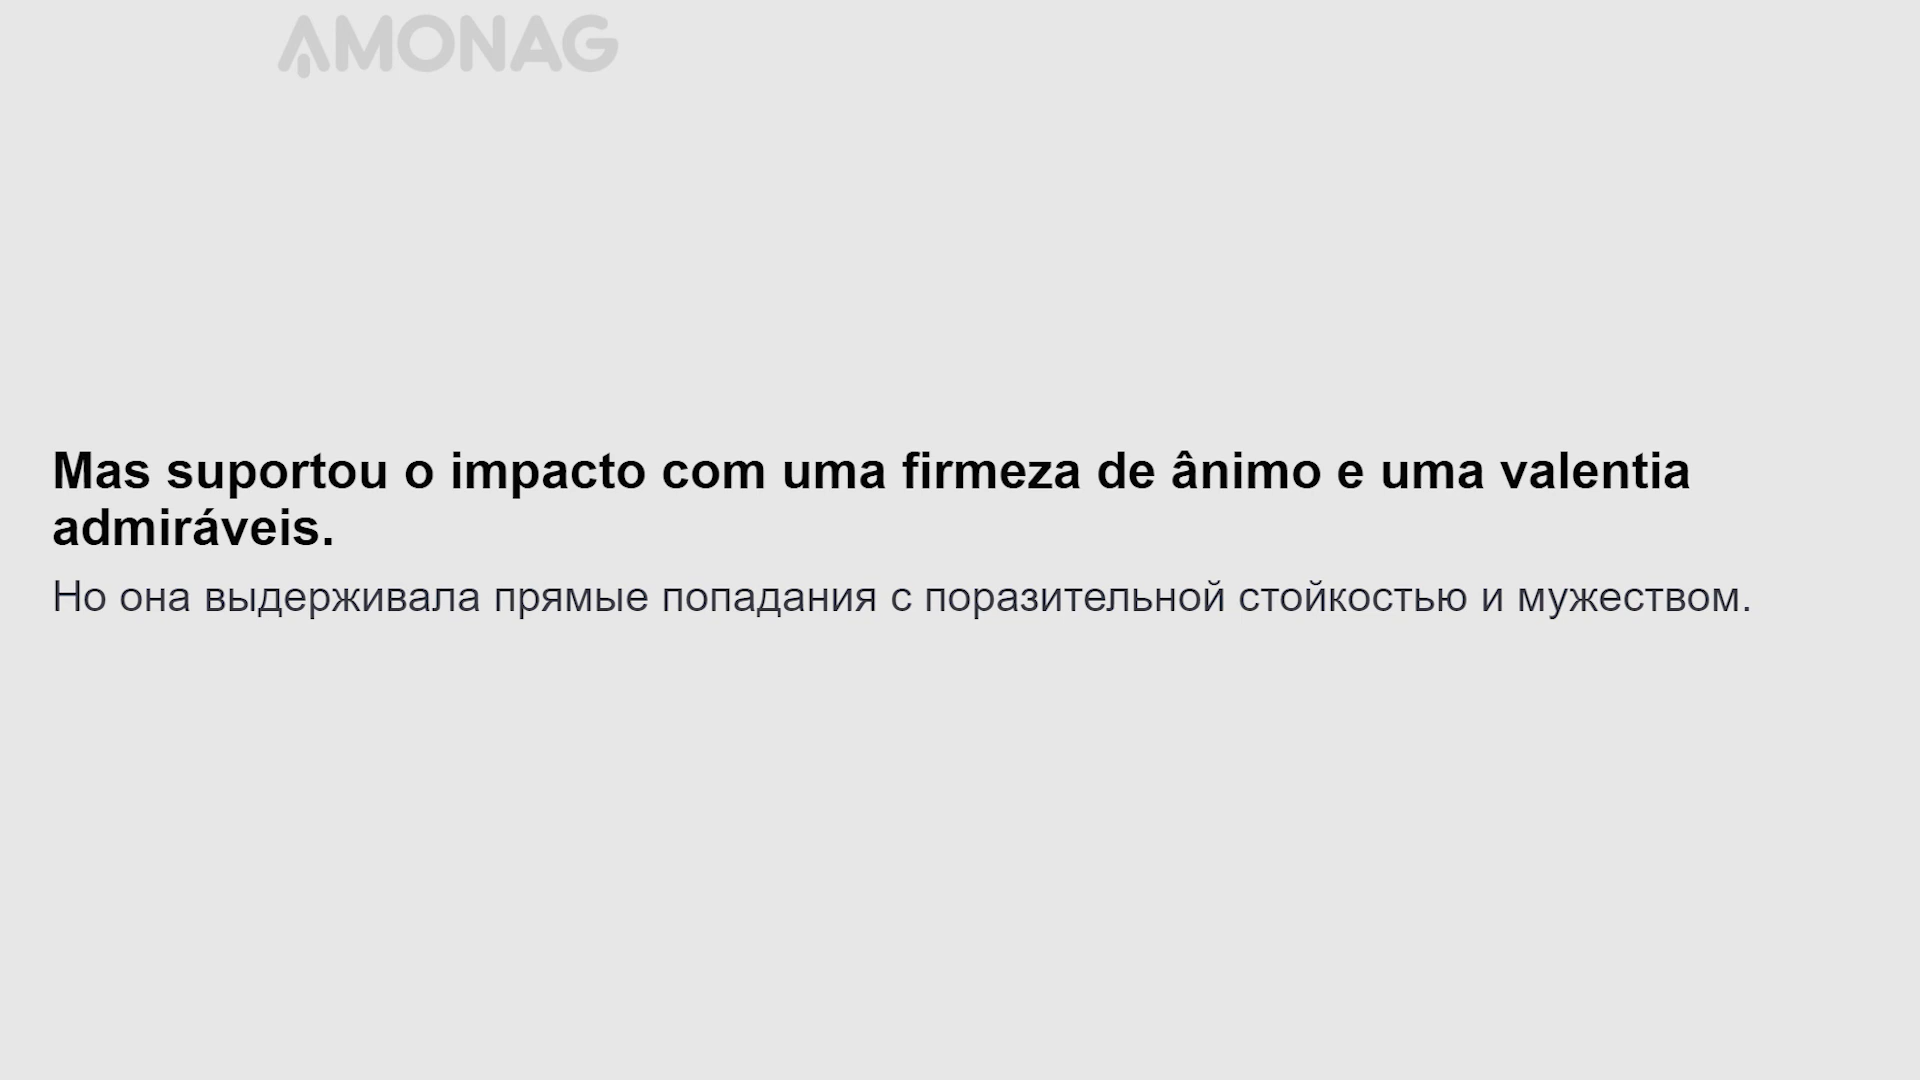 AMONAG
Mas suportou o impacto com uma firmeza de ânimo e uma valentia
admiráveis.
Но она выдерживала прямые попадания с поразительной стойкостью и мужеством.